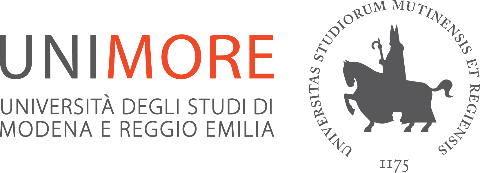 UNIMORE
UNIVERSITÀ DEGLI STUDI DI
MODENA E REGGIO EMILIA
UNIVERSITAS STUDIORUM MUTINENSIS ET REGIENSIS
1175